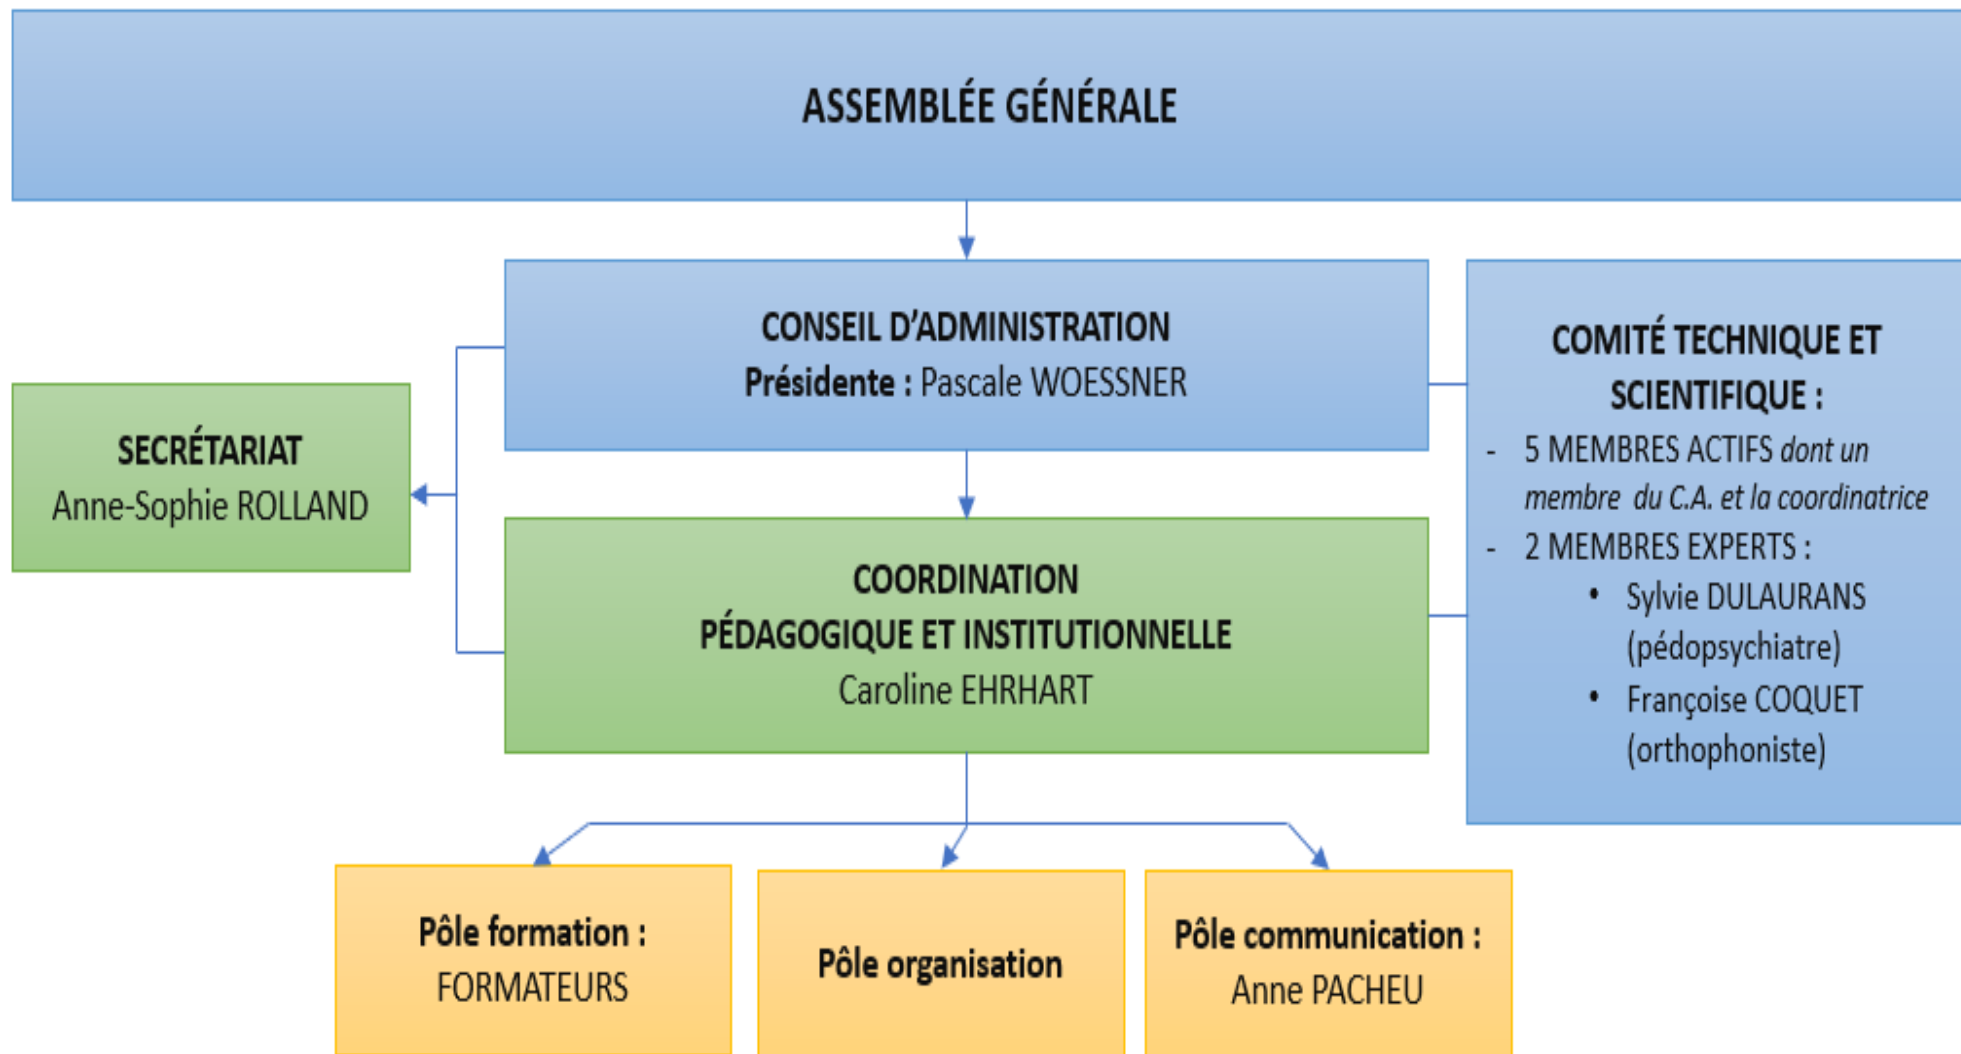 ASSEMBLÉE GÉNÉRALE
CONSEIL D’ADMINISTRATION
Présidente : Pascale WOESSNER
COMITÉ TECHNIQUE ET
SCIENTIFIQUE :
- 5 MEMBRES ACTIFS dont un
membre du C.A. et la coordinatrice
- 2 MEMBRES EXPERTS :
• Sylvie DULAURANS
(pédopsychiatre)
• Françoise COQUET
(orthophoniste)
SECRÉTARIAT
Anne-Sophie ROLLAND
COORDINATION
PÉDAGOGIQUE ET INSTITUTIONNELLE
Caroline EHRHART
Pôle formation :
FORMATEURS
Pôle organisation
Pôle communication :
Anne PACHEU